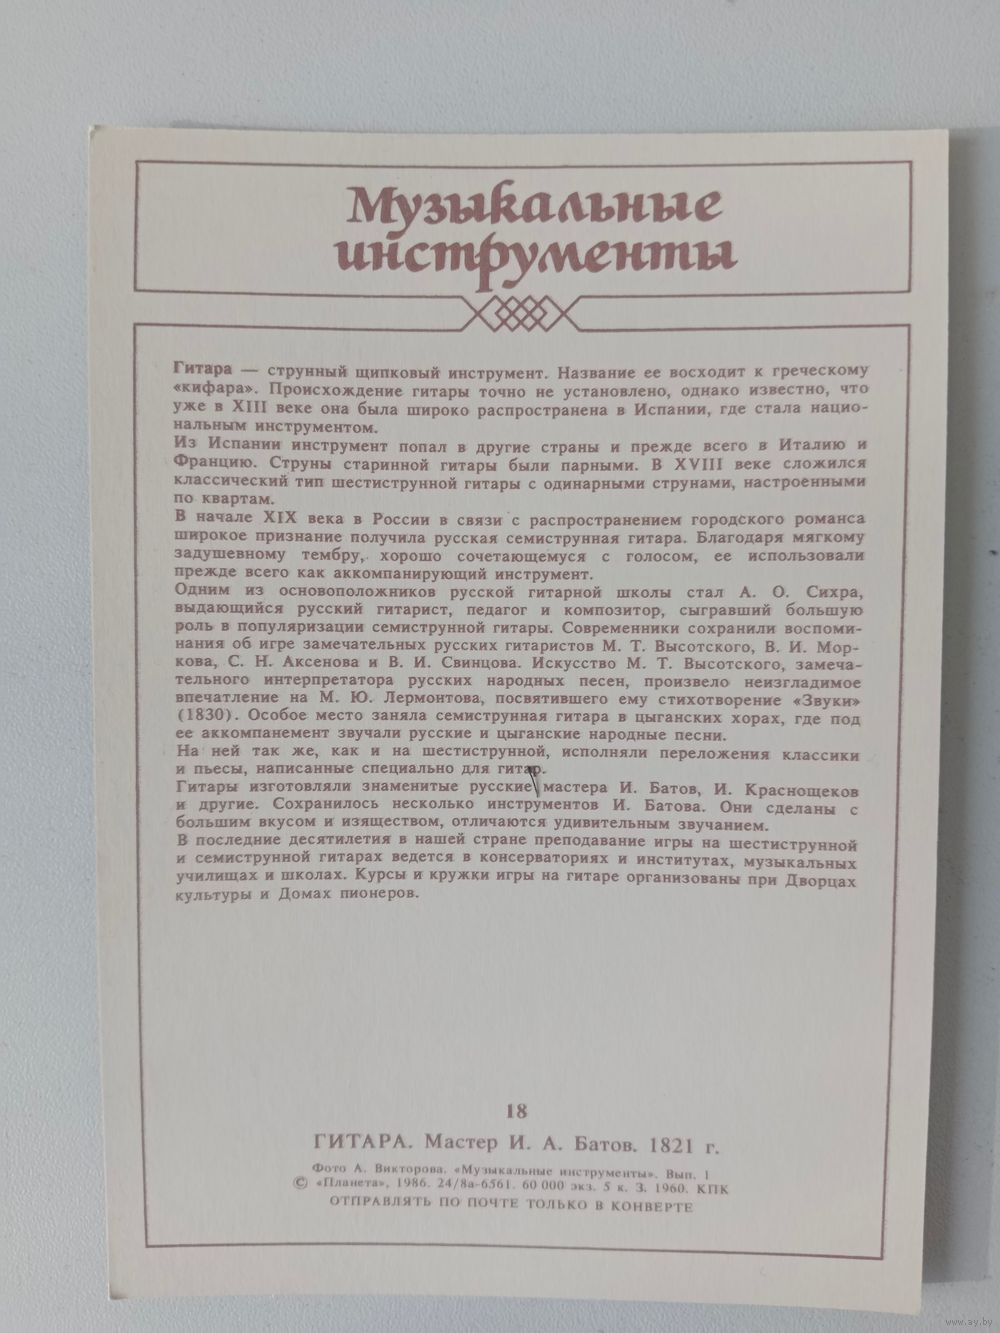 Музыкальные
инструменты
Гитара — струнный щипковый инструмент. Название ее восходит к греческому
«кифара». Происхождение гитары точно не установлено, однако известно, что
уже в XIII веке она была широко распространена в Испании, где стала нацио-
нальным инструментом.
Из Испании инструмент попал в другие страны и прежде всего в Италию и
Францию. Струны старинной гитары были парными. В XVIII веке сложился
классический тип шестиструнной гитары с одинарными струнами, настроенными
по квартам.
В начале XIX века в России в связи с распространением городского романса
широкое признание получила русская семиструнная гитара. Благодаря мягкому
задушевному тембру, хорошо сочетающемуся с голосом, ее использовали
прежде всего как аккомпанирующий инструмент.
Одним из основоположников русской гитарной школы стал А. О. Сихра,
выдающийся русский гитарист, педагог и композитор, сыгравший большую
роль в популяризации семиструнной гитары. Современники сохранили воспоми-
нания об игре замечательных русских гитаристов М. Т. Высотского, В. И. Мор-
кова, С. Н. Аксенова и В. И. Свинцова. Искусство М. Т. Высотского, замеча-
тельного интерпретатора русских народных песен, произвело неизгладимое
впечатление на М. Ю. Лермонтова, посвятившего ему стихотворение «Звуки»
(1830). Особое место заняла семиструнная гитара в цыганских хорах, где под
ее аккомпанемент звучали русские и цыганские народные песни.
На ней так же, как и на шестиструнной, исполняли переложения классики
и пьесы, написанные специально для гитар.
Гитары изготовляли знаменитые русские мастера И. Батов, И. Краснощеков
и другие. Сохранилось несколько инструментов И. Батова. Они сделаны с
большим вкусом и изяществом, отличаются удивительным звучанием.
В последние десятилетия в нашей стране преподавание игры на шестиструнной
и семиструнной гитарах ведется в консерваториях и институтах, музыкальных
училищах и школах. Курсы и кружки игры на гитаре организованы при Дворцах
культуры и Домах пионеров.
18
ГИТАРА. Мастер И. А. Батов. 1821 г.
Фото А. Викторова. «Музыкальные инструменты». Вып. 1
© «Планета», 1986. 24/8а-6561. 60 000 экз. 5 к. З. 1960. КПК
ОТПРАВЛЯТЬ ПО ПОЧТЕ ТОЛЬКО В КОНВЕРТЕ
www.ay.by